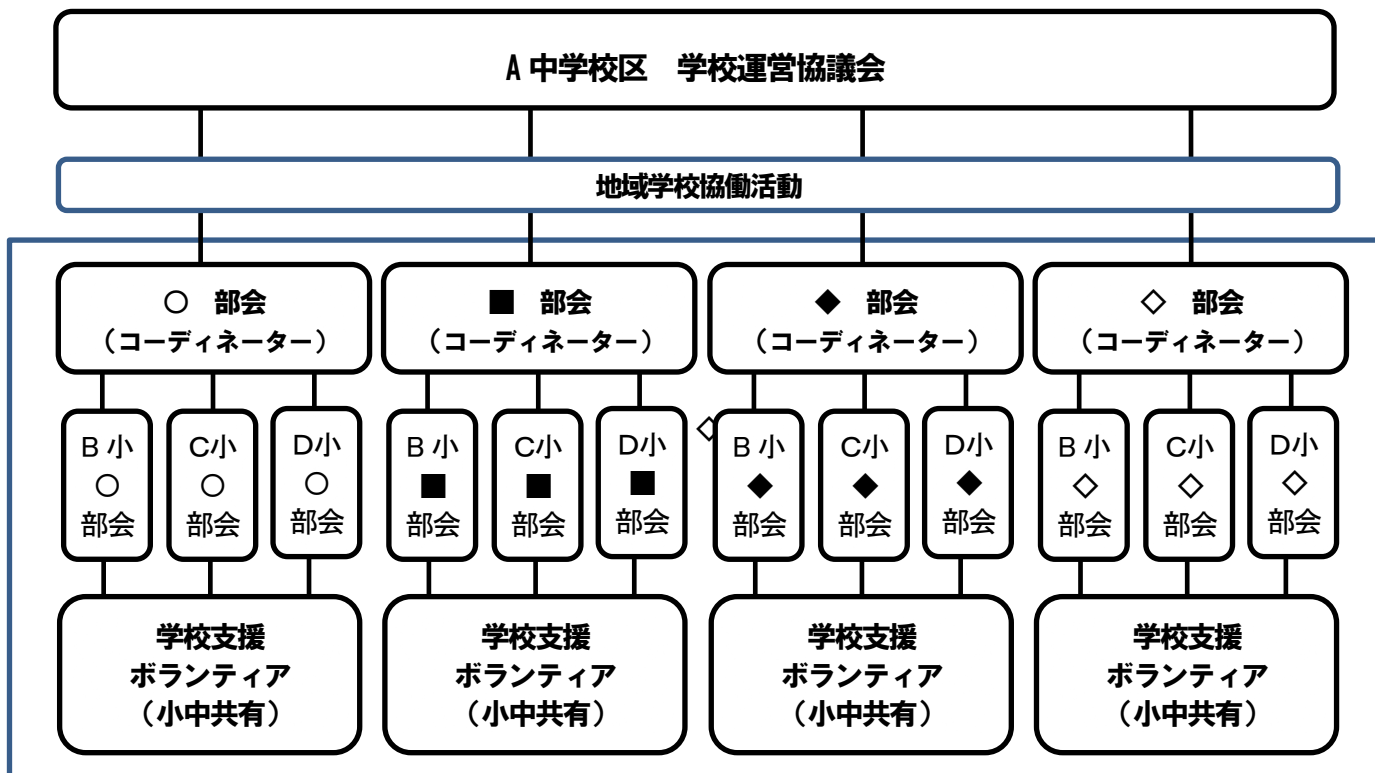 A 中学校区　学校運営協議会
地域学校協働活動
○　部会
（コーディネーター）
■　部会
（コーディネーター）
◆　部会
（コーディネーター）
◇　部会
（コーディネーター）
B 小
○
部会
C小
○
部会
D小
○
部会
B 小
■
部会
C小
■
部会
D小
■
部会
◇
B 小
◆
部会
C小
◆
部会
D小
◆
部会
B 小
◇
部会
C小
◇
部会
D小
◇
部会
学校支援
ボランティア
（小中共有）
学校支援
ボランティア
（小中共有）
学校支援
ボランティア
（小中共有）
学校支援
ボランティア
（小中共有）